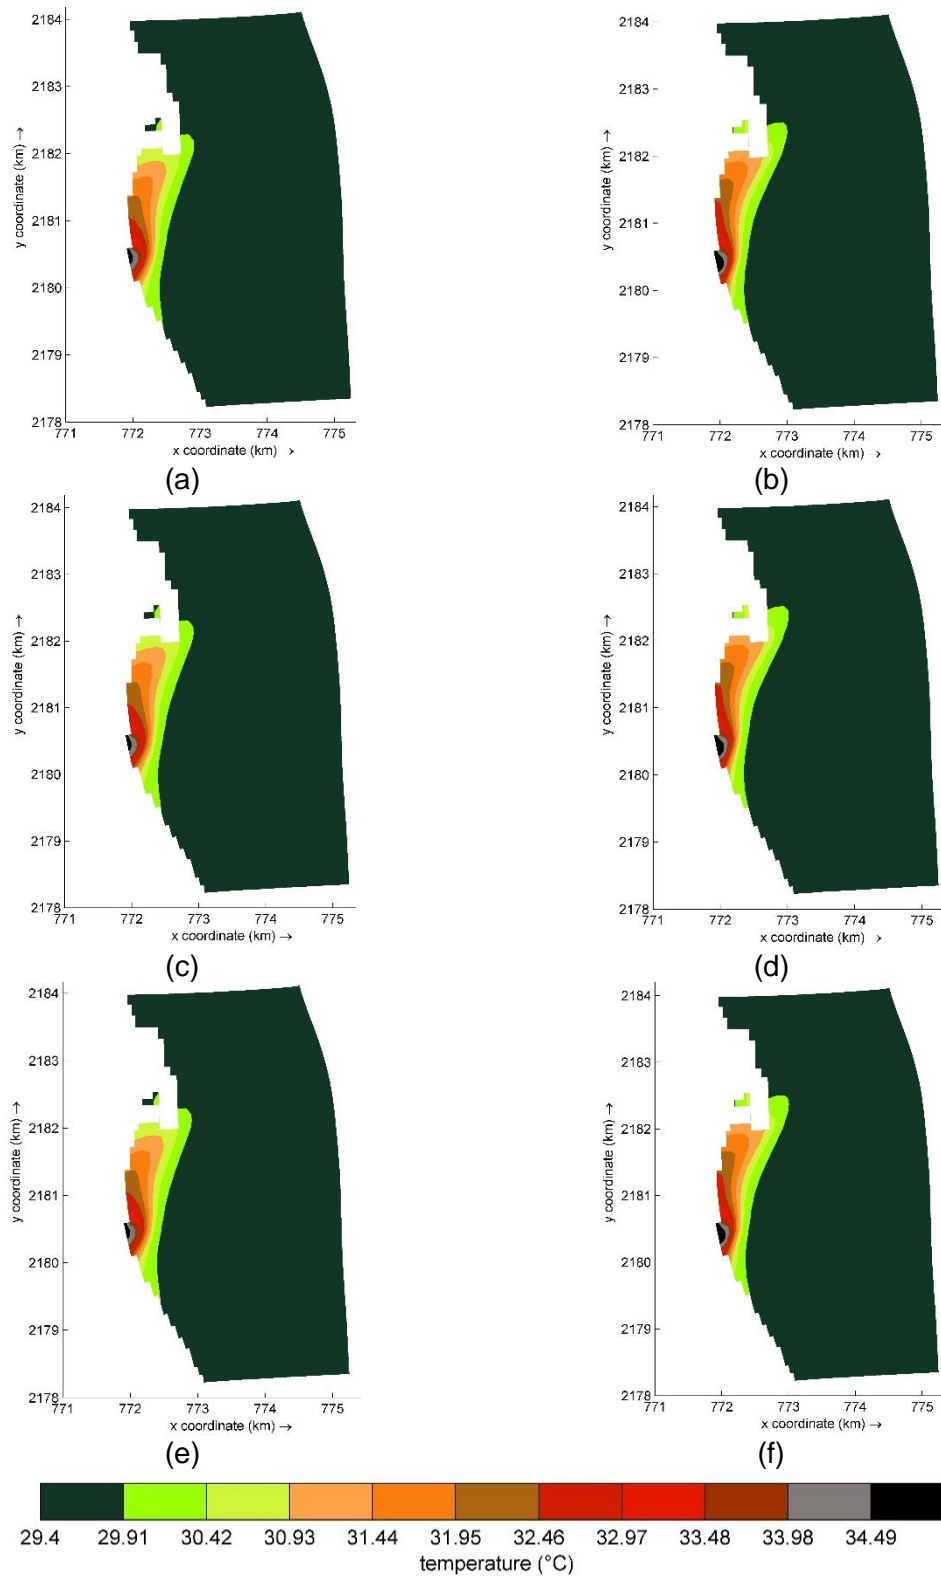 2184
2183
2182
2181
2180
2179
2178
y coordinate (km) →
771 772 773 774 775
x coordinate (km) →
(a)
2184
2183
2182
2181
2180
2179
2178
y coordinate (km) →
771 772 773 774 775
x coordinate (km) →
(b)
2184
2183
2182
2181
2180
2179
2178
y coordinate (km) →
771 772 773 774 775
x coordinate (km) →
(c)
2184
2183
2182
2181
2180
2179
2178
y coordinate (km) →
771 772 773 774 775
x coordinate (km) →
(d)
2184
2183
2182
2181
2180
2179
2178
y coordinate (km) →
771 772 773 774 775
x coordinate (km) →
(e)
2184
2183
2182
2181
2180
2179
2178
y coordinate (km) →
771 772 773 774 775
x coordinate (km) →
(f)
29.4 29.91 30.42 30.93 31.44 31.95 32.46 32.97 33.48 33.98 34.49
temperature (°C)